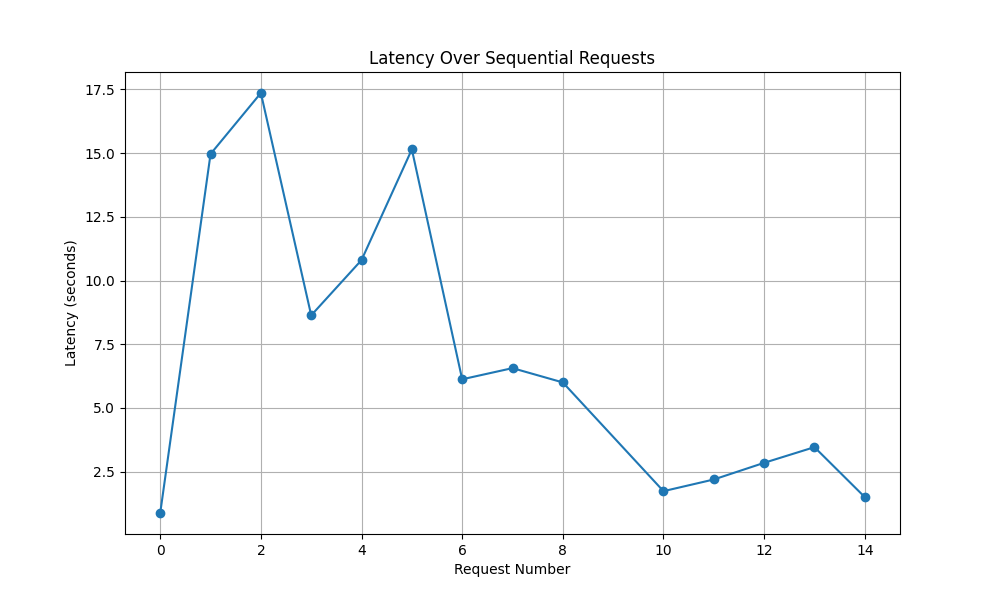 Latency Over Sequential Requests
17.5
15.0
12.5
10.0
7.5
5.0
2.5
Latency (seconds)
0 2 4 6 8 10 12 14
Request Number